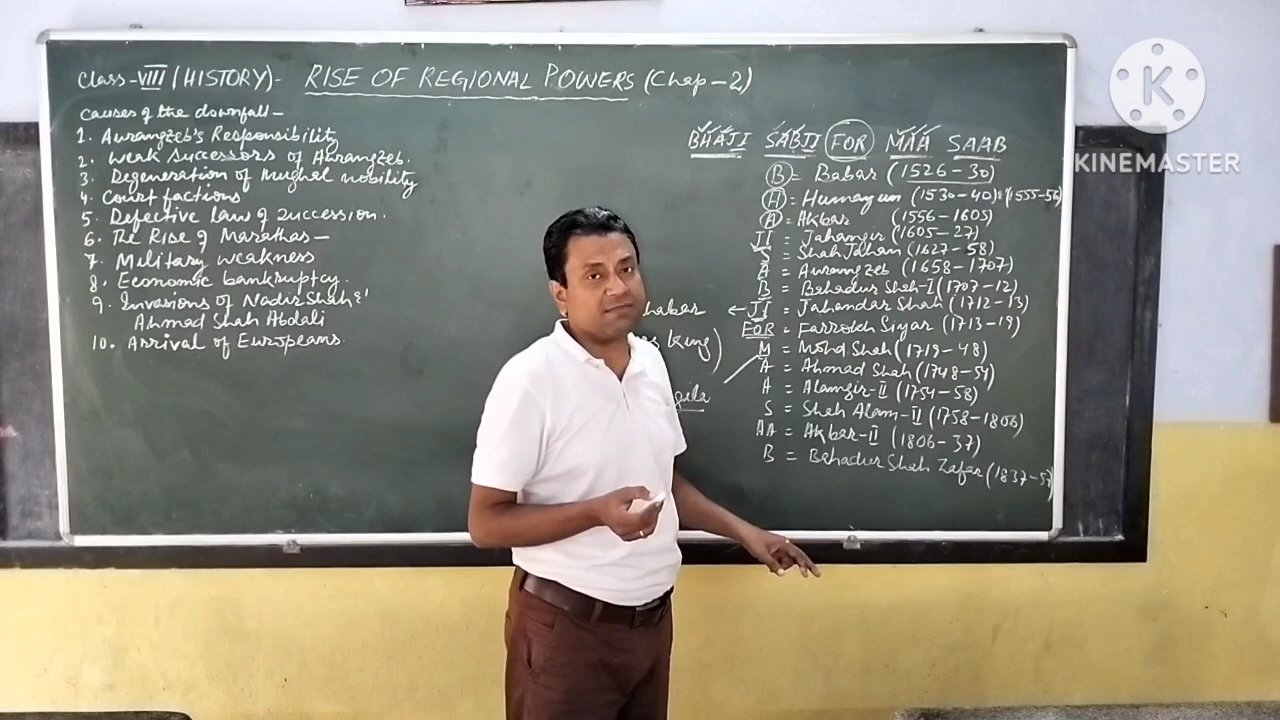 Class-VIII (HISTORY)- RISE OF REGIONAL POWERS (Chap-2)
Causes of the downfall-
1. Aurangzeb's Responsibility
2. Weak successors of Aurangzeb.
3. Degeneration of Mughal nobility
4. Court factions
5. Defective Law of Succession.
6. The Rise of Marathas-
7. Military weakness
8. Economic bankruptcy.
9. Invasions of Nadir Shah &
Ahmad Shah Abdali
10. Arrival of Europeans.
BHAJI SABJI FOR MAA SAAB
B = Babar (1526-30)
H = Humayun (1530-40) & (1555-56)
A = Akbar (1556-1605)
JI = Jahangir (1605-27)
S = Shah Jahan (1627-58)
A = Aurangzeb (1658-1707)
B = Bahadur Shah-I (1707-12)
habar ← JI = Jahandar Shah (1712-13)
FOR = Farrokh Siyar (1713-19)
king)
M = Mohd Shah (1719-48)
A = Ahmad Shah (1748-54)
gila
A = Alamgir-II (1754-58)
S = Shah Alam-II (1758-1806)
AA = Akbar-II (1806-37)
B = Bahadur Shah Zafar (1837-57)
K
KINEMASTER